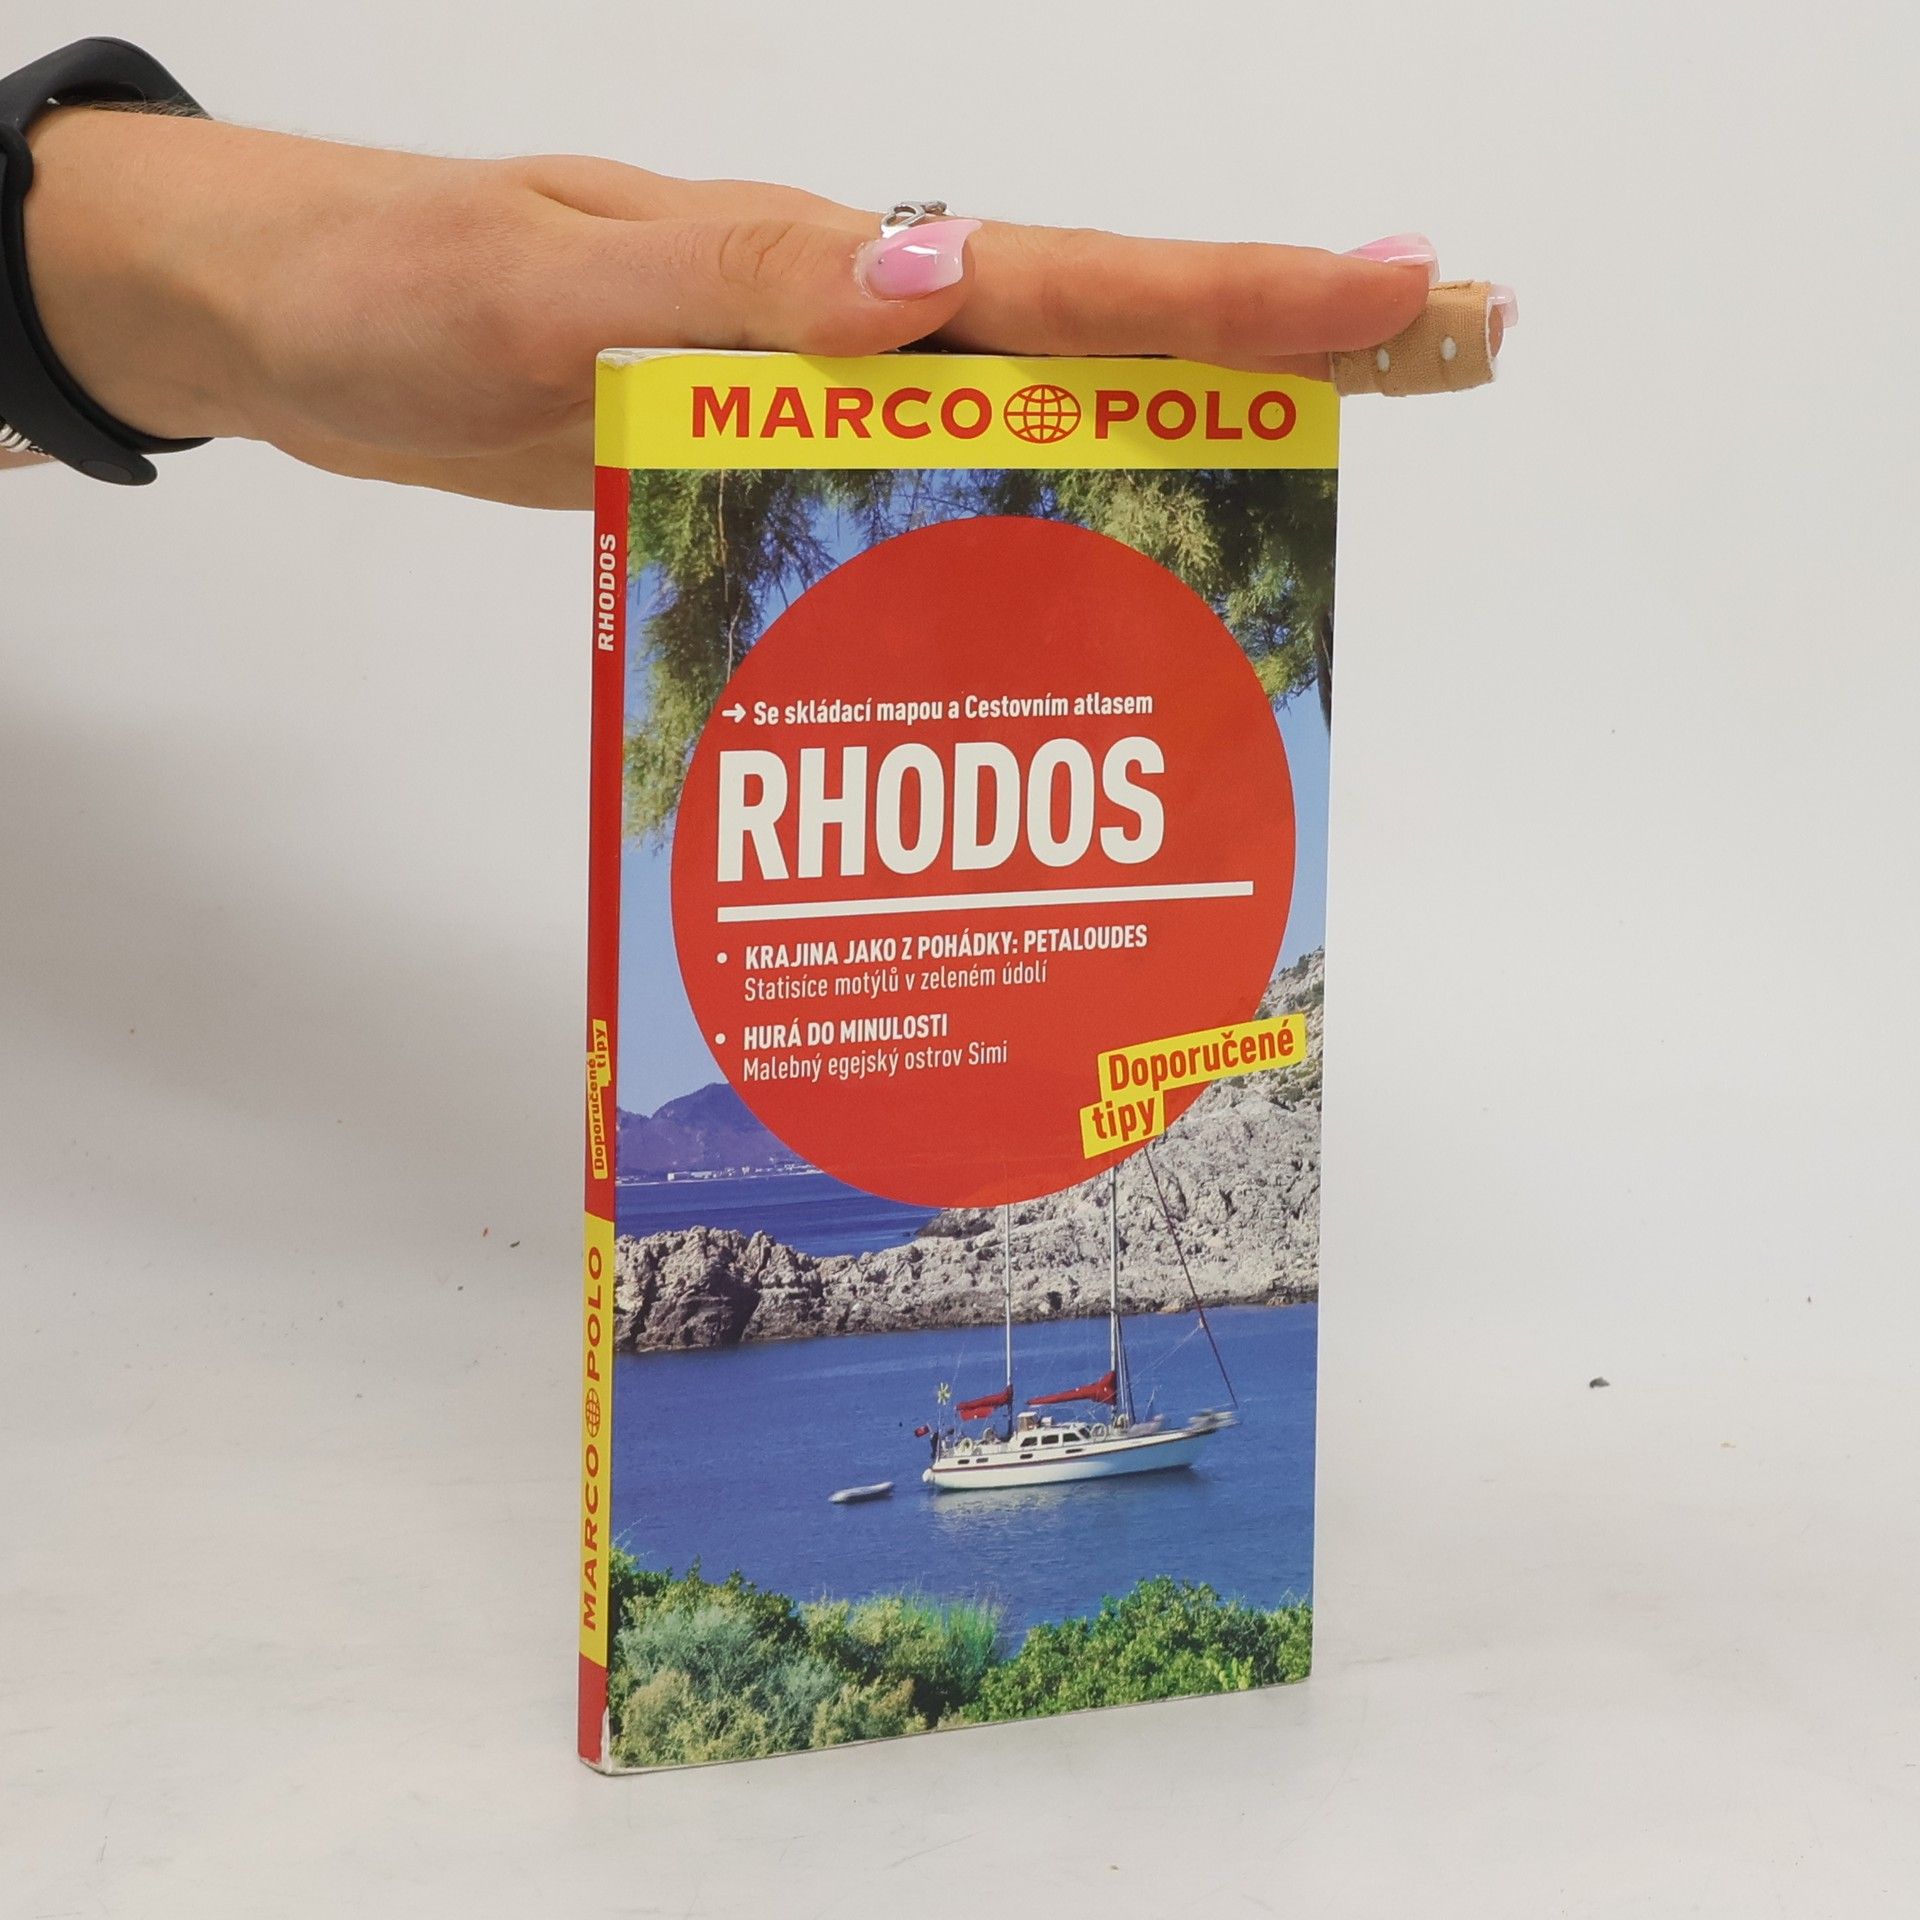 MARCO POLO
→ Se skládací mapou a Cestovním atlasem
RHODOS
• KRAJINA JAKO Z POHÁDKY: PETALOUDES
Statisíce motýlů v zeleném údolí
• HURÁ DO MINULOSTI
Malebný egejský ostrov Simi
Doporučené
tipy
RHODOS
Doporučené
tipy
MARCO POLO